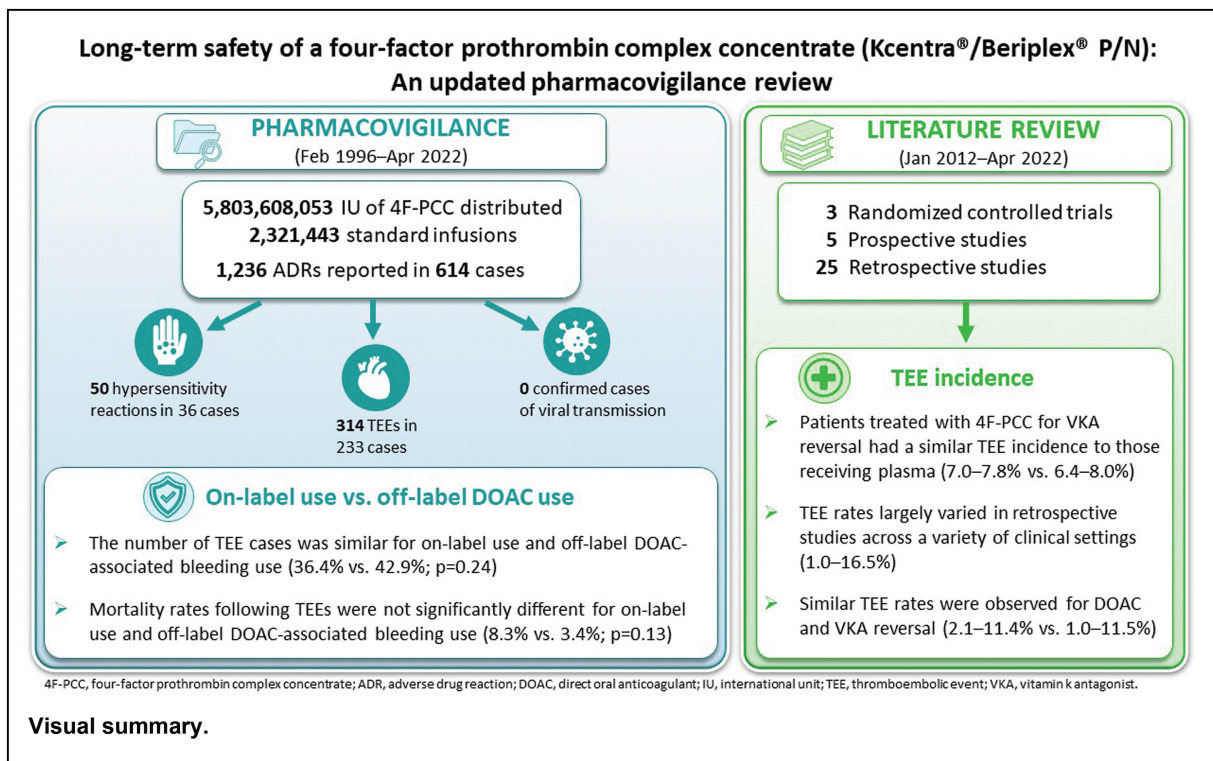 Long-term safety of a four-factor prothrombin complex concentrate (Kcentra®/Beriplex® P/N):
An updated pharmacovigilance review
PHARMACOVIGILANCE
(Feb 1996–Apr 2022)
5,803,608,053 IU of 4F-PCC distributed
2,321,443 standard infusions
1,236 ADRs reported in 614 cases
50 hypersensitivity
reactions in 36 cases
314 TEEs in
233 cases
0 confirmed cases
of viral transmission
On-label use vs. off-label DOAC use
➢ The number of TEE cases was similar for on-label use and off-label DOAC-
associated bleeding use (36.4% vs. 42.9%; p=0.24)
➢ Mortality rates following TEEs were not significantly different for on-label
use and off-label DOAC-associated bleeding use (8.3% vs. 3.4%; p=0.13)
LITERATURE REVIEW
(Jan 2012–Apr 2022)
3 Randomized controlled trials
5 Prospective studies
25 Retrospective studies
TEE incidence
➢ Patients treated with 4F-PCC for VKA
reversal had a similar TEE incidence to those
receiving plasma (7.0–7.8% vs. 6.4–8.0%)
➢ TEE rates largely varied in retrospective
studies across a variety of clinical settings
(1.0–16.5%)
➢ Similar TEE rates were observed for DOAC
and VKA reversal (2.1–11.4% vs. 1.0–11.5%)
4F-PCC, four-factor prothrombin complex concentrate; ADR, adverse drug reaction; DOAC, direct oral anticoagulant; IU, international unit; TEE, thromboembolic event; VKA, vitamin k antagonist.
Visual summary.